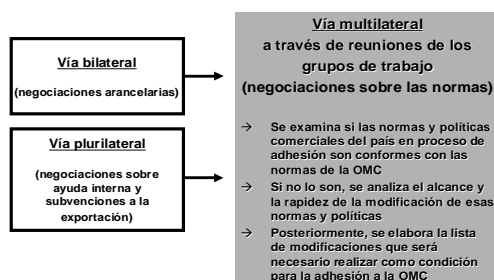 Vía bilateral
(negociaciones arancelarias)
Vía plurilateral
(negociaciones sobre
ayuda interna y
subvenciones a la
exportación)
Vía multilateral
a través de reuniones de los
grupos de trabajo
(negociaciones sobre las normas)
→ Se examina si las normas y políticas
comerciales del país en proceso de
adhesión son conformes con las
normas de la OMC
→ Si no lo son, se analiza el alcance y
la rapidez de la modificación de esas
normas y políticas
→ Posteriormente, se elabora la lista
de modificaciones que será
necesario realizar como condición
para la adhesión a la OMC